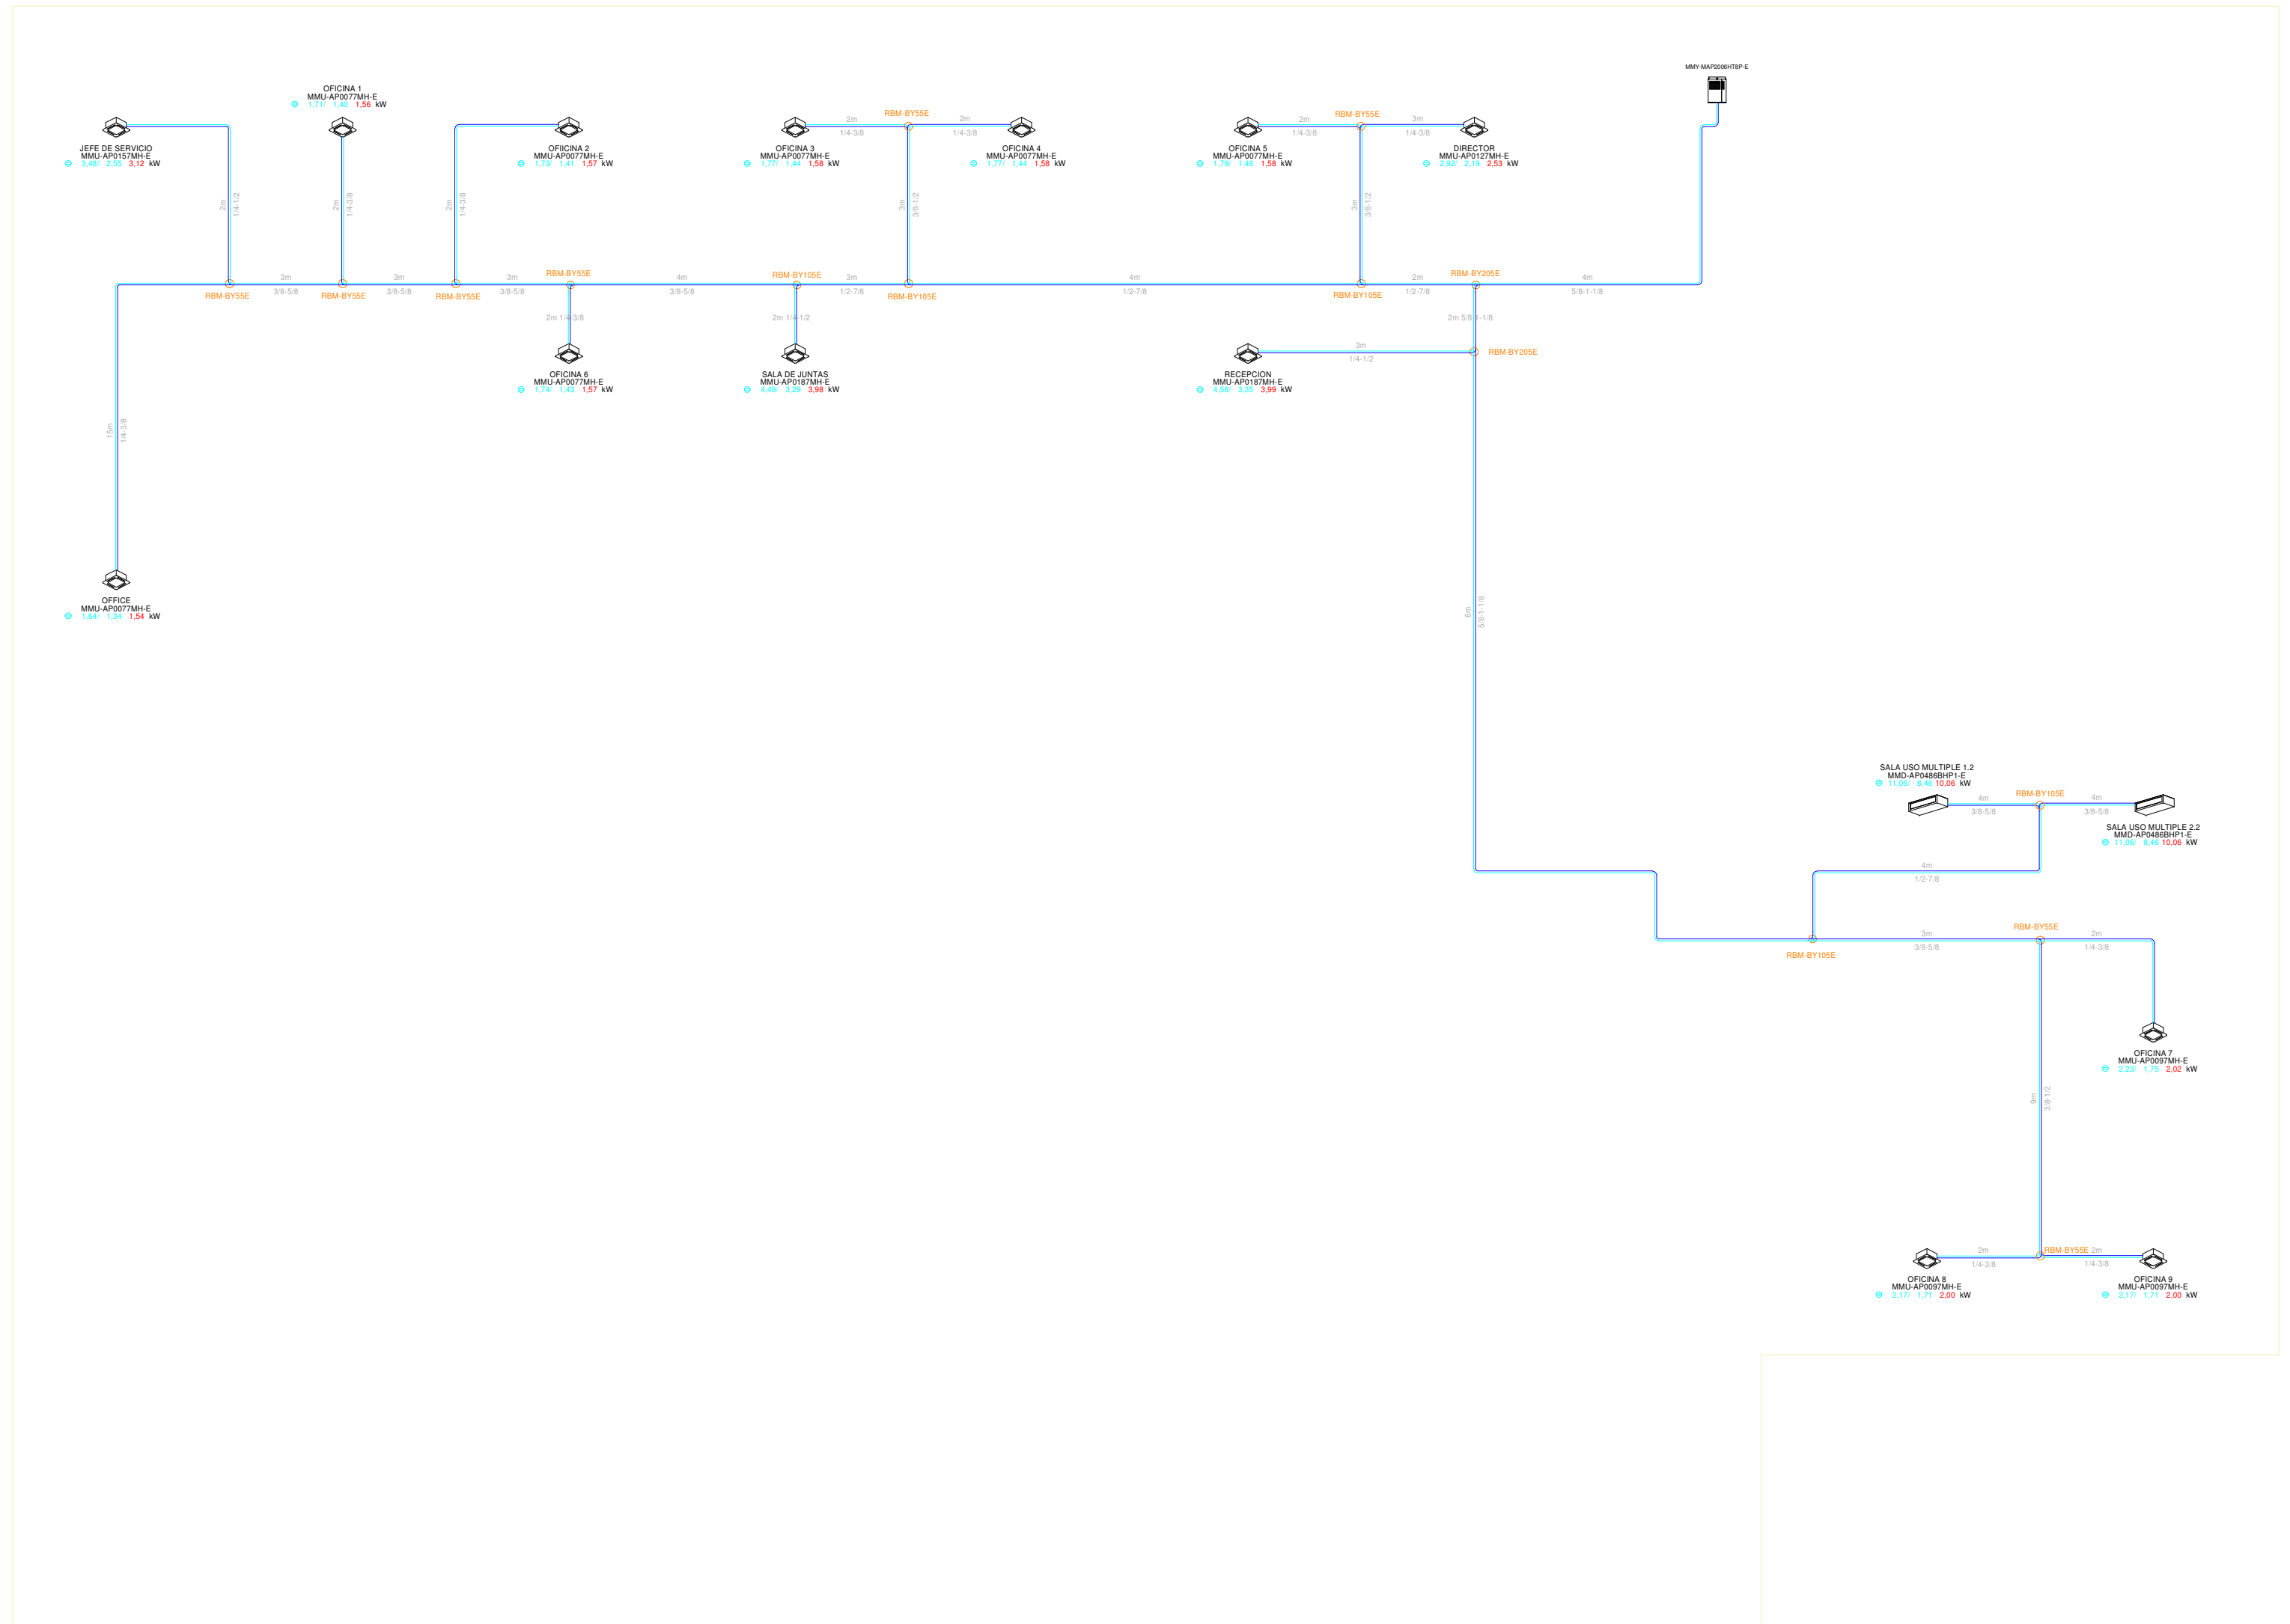 MMY-MAP2006HT8P-E
OFICINA 1
MMU-AP0077MH-E
1,71/ 1,40 1,56 kW
JEFE DE SERVICIO
MMU-AP0157MH-E
3,48/ 2,55 3,12 kW
OFIICINA 2
MMU-AP0077MH-E
1,73/ 1,41 1,57 kW
RBM-BY55E
2m
1/4-3/8
2m
1/4-3/8
OFICINA 3
MMU-AP0077MH-E
1,77/ 1,44 1,58 kW
OFICINA 4
MMU-AP0077MH-E
1,77/ 1,44 1,58 kW
RBM-BY55E
2m
1/4-3/8
3m
1/4-3/8
OFICINA 5
MMU-AP0077MH-E
1,79/ 1,46 1,58 kW
DIRECTOR
MMU-AP0127MH-E
2,92/ 2,19 2,53 kW
2m
1/4-1/2
2m
1/4-3/8
2m
1/4-3/8
3m
3/8-1/2
3m
3/8-1/2
RBM-BY55E
3m
3/8-5/8
RBM-BY55E
3m
3/8-5/8
RBM-BY55E
3m
3/8-5/8
RBM-BY55E
4m
3/8-5/8
RBM-BY105E
3m
1/2-7/8
RBM-BY105E
4m
1/2-7/8
RBM-BY105E
2m
1/2-7/8
RBM-BY205E
4m
5/8-1-1/8
2m 1/4-3/8
2m 1/4-1/2
2m 5/8-1-1/8
RBM-BY205E
3m
1/4-1/2
OFICINA 6
MMU-AP0077MH-E
1,74/ 1,43 1,57 kW
SALA DE JUNTAS
MMU-AP0187MH-E
4,49/ 3,29 3,98 kW
RECEPCION
MMU-AP0187MH-E
4,58/ 3,35 3,99 kW
15m
1/4-3/8
OFFICE
MMU-AP0077MH-E
1,64/ 1,34 1,54 kW
6m
5/8-1-1/8
SALA USO MULTIPLE 1.2
MMD-AP0486BHP1-E
11,06/ 8,46 10,06 kW
RBM-BY105E
4m
3/8-5/8
4m
3/8-5/8
SALA USO MULTIPLE 2.2
MMD-AP0486BHP1-E
11,06/ 8,46 10,06 kW
4m
1/2-7/8
RBM-BY105E
3m
3/8-5/8
RBM-BY55E
2m
1/4-3/8
OFICINA 7
MMU-AP0097MH-E
2,23/ 1,75 2,02 kW
9m
3/8-1/2
2m
1/4-3/8
RBM-BY55E 2m
1/4-3/8
OFICINA 8
MMU-AP0097MH-E
2,17/ 1,71 2,00 kW
OFICINA 9
MMU-AP0097MH-E
2,17/ 1,71 2,00 kW